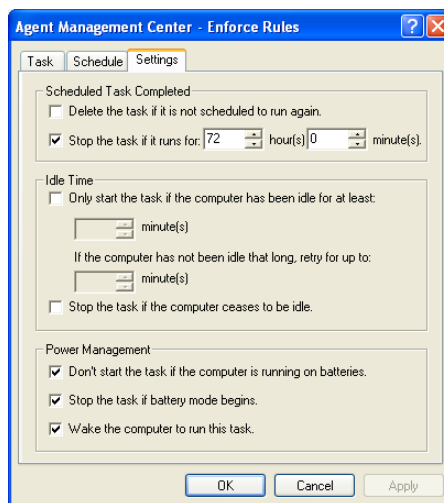 Agent Management Center - Enforce Rules
Task Schedule Settings
Scheduled Task Completed
Delete the task if it is not scheduled to run again.
Stop the task if it runs for: 72 hour(s) 0 minute(s).
Idle Time
Only start the task if the computer has been idle for at least:
minute(s)
If the computer has not been idle that long, retry for up to:
minute(s)
Stop the task if the computer ceases to be idle.
Power Management
Don't start the task if the computer is running on batteries.
Stop the task if battery mode begins.
Wake the computer to run this task.
OK Cancel Apply